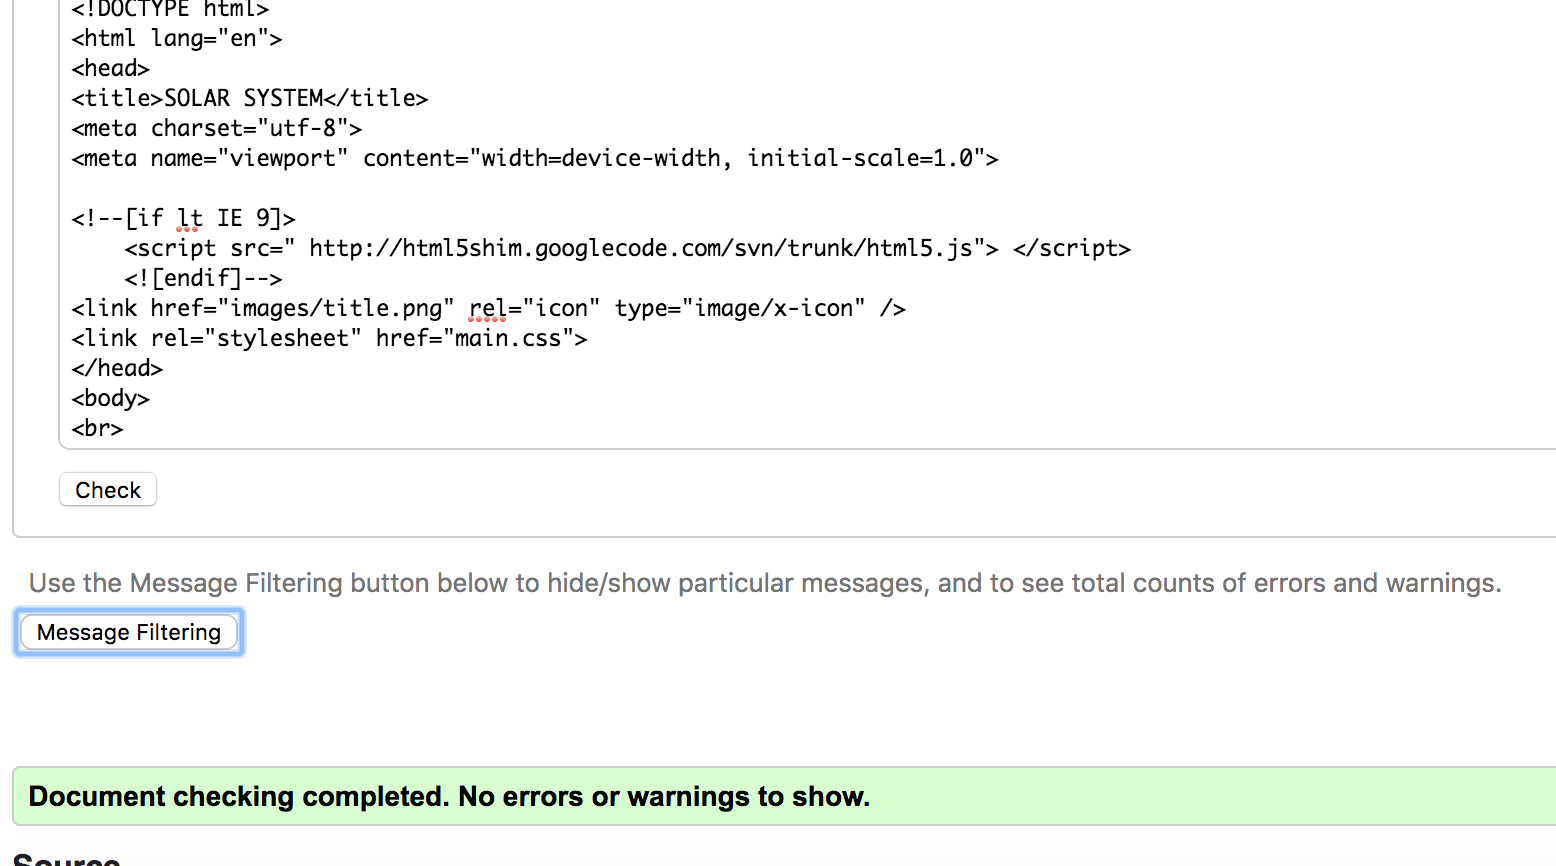 <!DOCTYPE html>
<html lang="en">
<head>
<title>SOLAR SYSTEM</title>
<meta charset="utf-8">
<meta name="viewport" content="width=device-width, initial-scale=1.0">

<!--[if lt IE 9]>
    <script src=" http://html5shim.googlecode.com/svn/trunk/html5.js"> </script>
    <![endif]-->
<link href="images/title.png" rel="icon" type="image/x-icon" />
<link rel="stylesheet" href="main.css">
</head>
<body>
<br>
Check
Use the Message Filtering button below to hide/show particular messages, and to see total counts of errors and warnings.
Message Filtering
Document checking completed. No errors or warnings to show.
Source